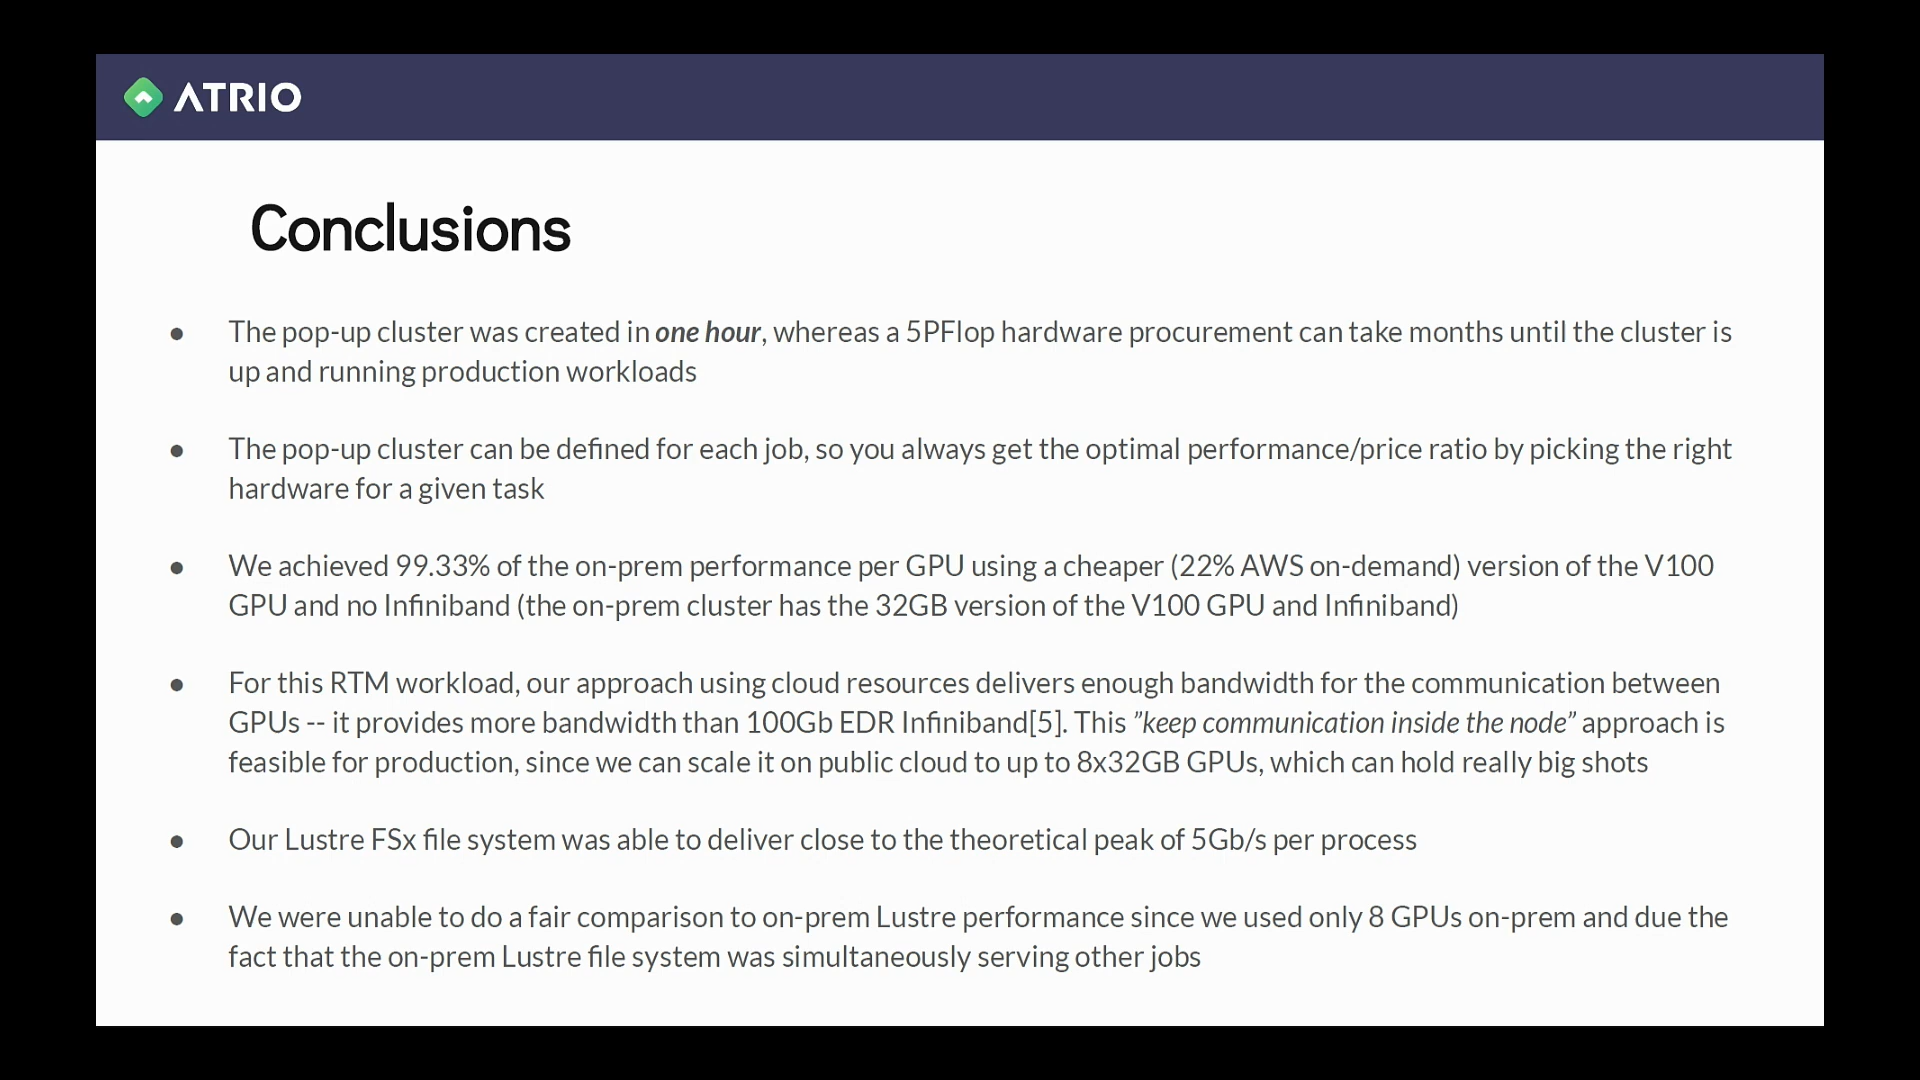 ATRIO
Conclusions
● The pop-up cluster was created in one hour, whereas a 5PFlop hardware procurement can take months until the cluster is
up and running production workloads
● The pop-up cluster can be defined for each job, so you always get the optimal performance/price ratio by picking the right
hardware for a given task
● We achieved 99.33% of the on-prem performance per GPU using a cheaper (22% AWS on-demand) version of the V100
GPU and no Infiniband (the on-prem cluster has the 32GB version of the V100 GPU and Infiniband)
● For this RTM workload, our approach using cloud resources delivers enough bandwidth for the communication between
GPUs -- it provides more bandwidth than 100Gb EDR Infiniband[5]. This ”keep communication inside the node” approach is
feasible for production, since we can scale it on public cloud to up to 8x32GB GPUs, which can hold really big shots
● Our Lustre FSx file system was able to deliver close to the theoretical peak of 5Gb/s per process
● We were unable to do a fair comparison to on-prem Lustre performance since we used only 8 GPUs on-prem and due the
fact that the on-prem Lustre file system was simultaneously serving other jobs